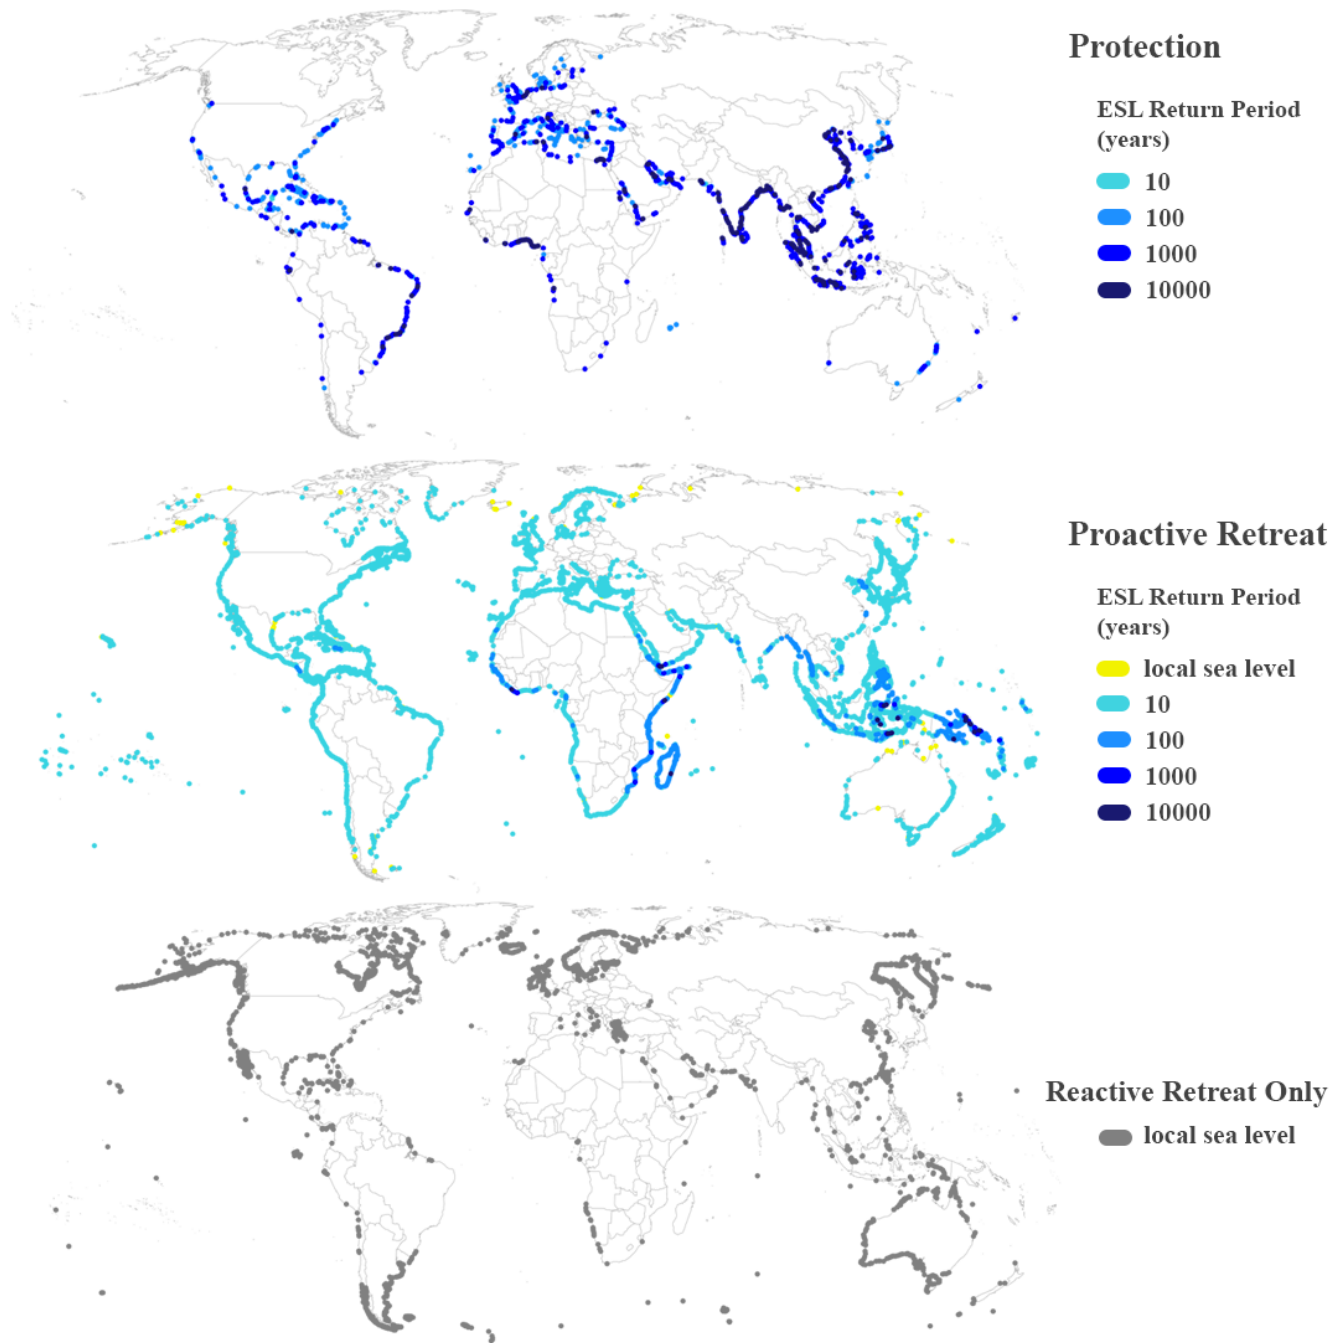 Protection
ESL Return Period
(years)
10
100
1000
10000
Proactive Retreat
ESL Return Period
(years)
local sea level
10
100
1000
10000
Reactive Retreat Only
local sea level